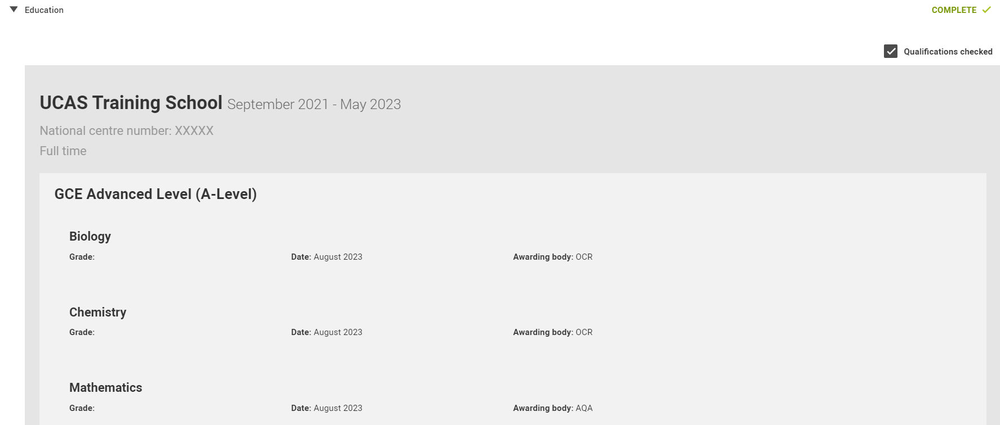 Education
COMPLETE
Qualifications checked
UCAS Training School September 2021 - May 2023
National centre number: XXXXX
Full time
GCE Advanced Level (A-Level)
Biology
Grade: Date: August 2023 Awarding body: OCR
Chemistry
Grade: Date: August 2023 Awarding body: OCR
Mathematics
Grade: Date: August 2023 Awarding body: AQA